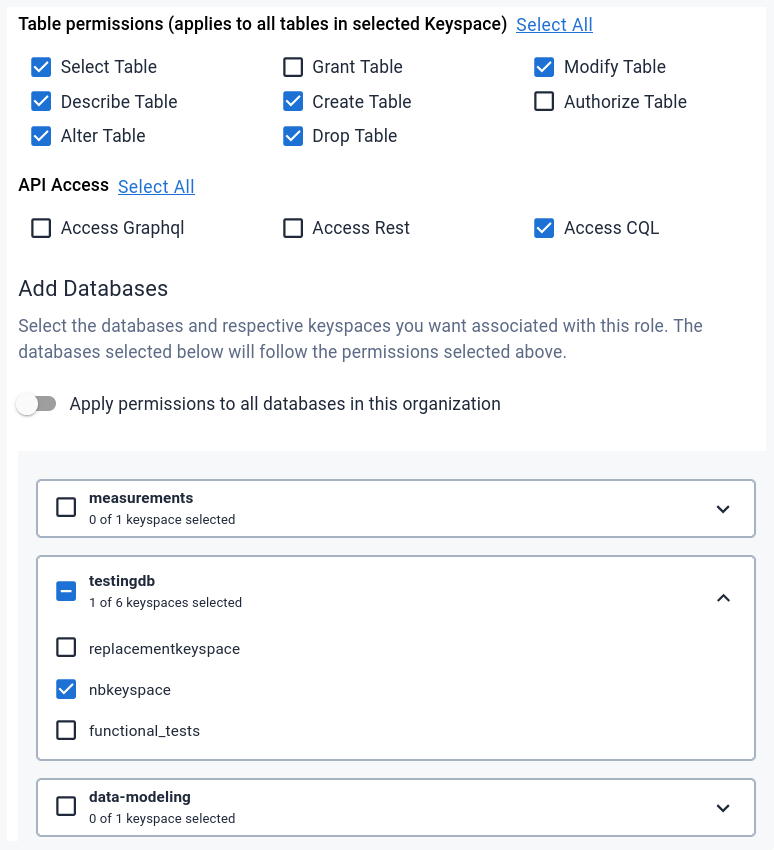 Table permissions (applies to all tables in selected Keyspace) Select All
Select Table Grant Table Modify Table
Describe Table Create Table Authorize Table
Alter Table Drop Table
API Access Select All
Access Graphql Access Rest Access CQL
Add Databases
Select the databases and respective keyspaces you want associated with this role. The
databases selected below will follow the permissions selected above.
Apply permissions to all databases in this organization
measurements
0 of 1 keyspace selected
testingdb
1 of 6 keyspaces selected
replacementkeyspace
nbkeyspace
functional_tests
data-modeling
0 of 1 keyspace selected